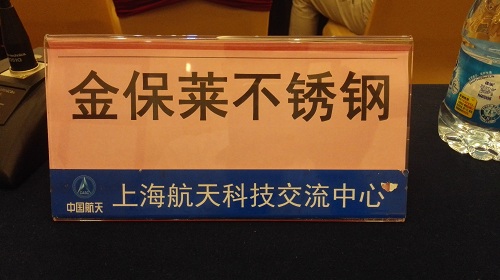 金保莱不锈钢
中国航天
上海航天科技交流中心